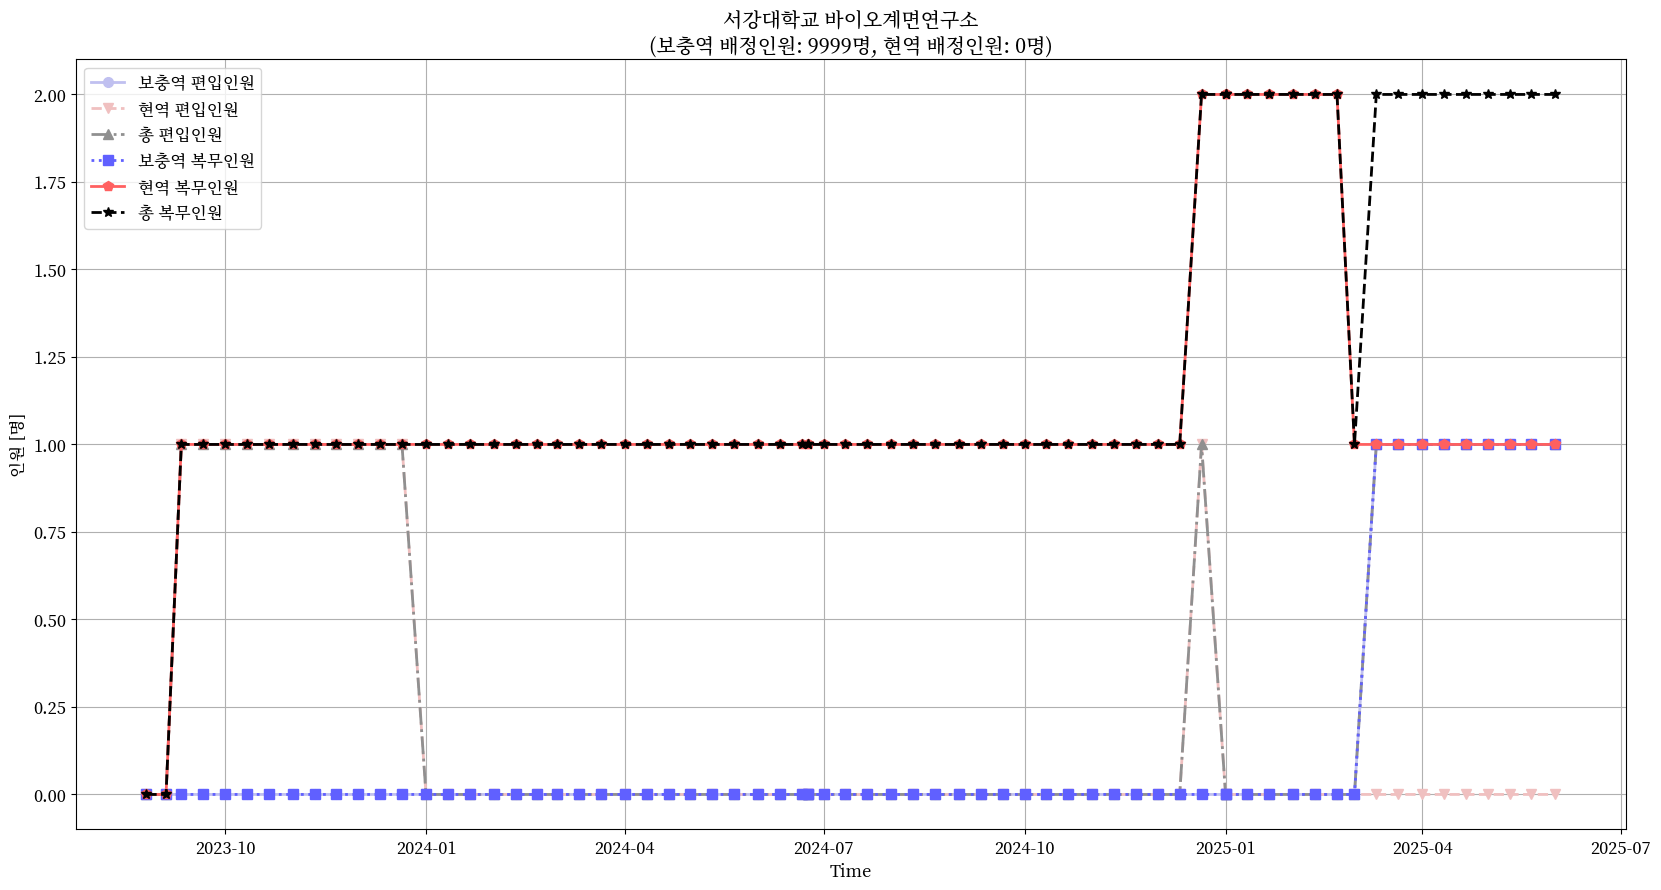 서강대학교 바이오계면연구소
(보충역 배정인원: 9999명, 현역 배정인원: 0명)
보충역 편입인원
현역 편입인원
총 편입인원
보충역 복무인원
현역 복무인원
총 복무인원
2.00
1.75
1.50
1.25
1.00
0.75
0.50
0.25
0.00
인원 [명]
2023-10
2024-01
2024-04
2024-07
2024-10
2025-01
2025-04
2025-07
Time